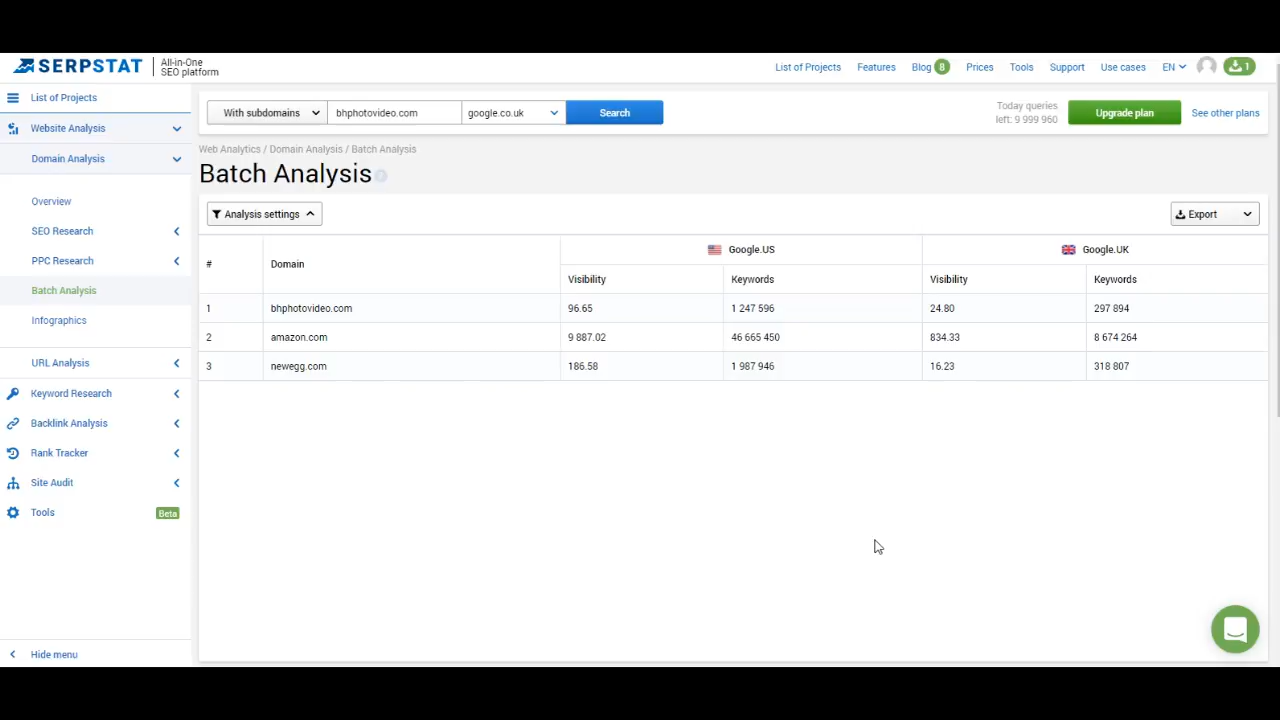 SERPSTAT
All-in-One
SEO platform
List of Projects
Features
Blog 8
Prices
Tools
Support
Use cases
EN
1
List of Projects
Website Analysis
Domain Analysis
Overview
SEO Research
PPC Research
Batch Analysis
Infographics
URL Analysis
Keyword Research
Backlink Analysis
Rank Tracker
Site Audit
Tools Beta
Hide menu
With subdomains bhphotovideo.com google.co.uk Search
Today queries
left: 9 999 960
Upgrade plan
See other plans
Web Analytics / Domain Analysis / Batch Analysis
Batch Analysis
Analysis settings
Export
# Domain Google.US Google.UK
Visibility Keywords Visibility Keywords
1 bhphotovideo.com 96.65 1 247 596 24.80 297 894
2 amazon.com 9 887.02 46 665 450 834.33 8 674 264
3 newegg.com 186.58 1 987 946 16.23 318 807